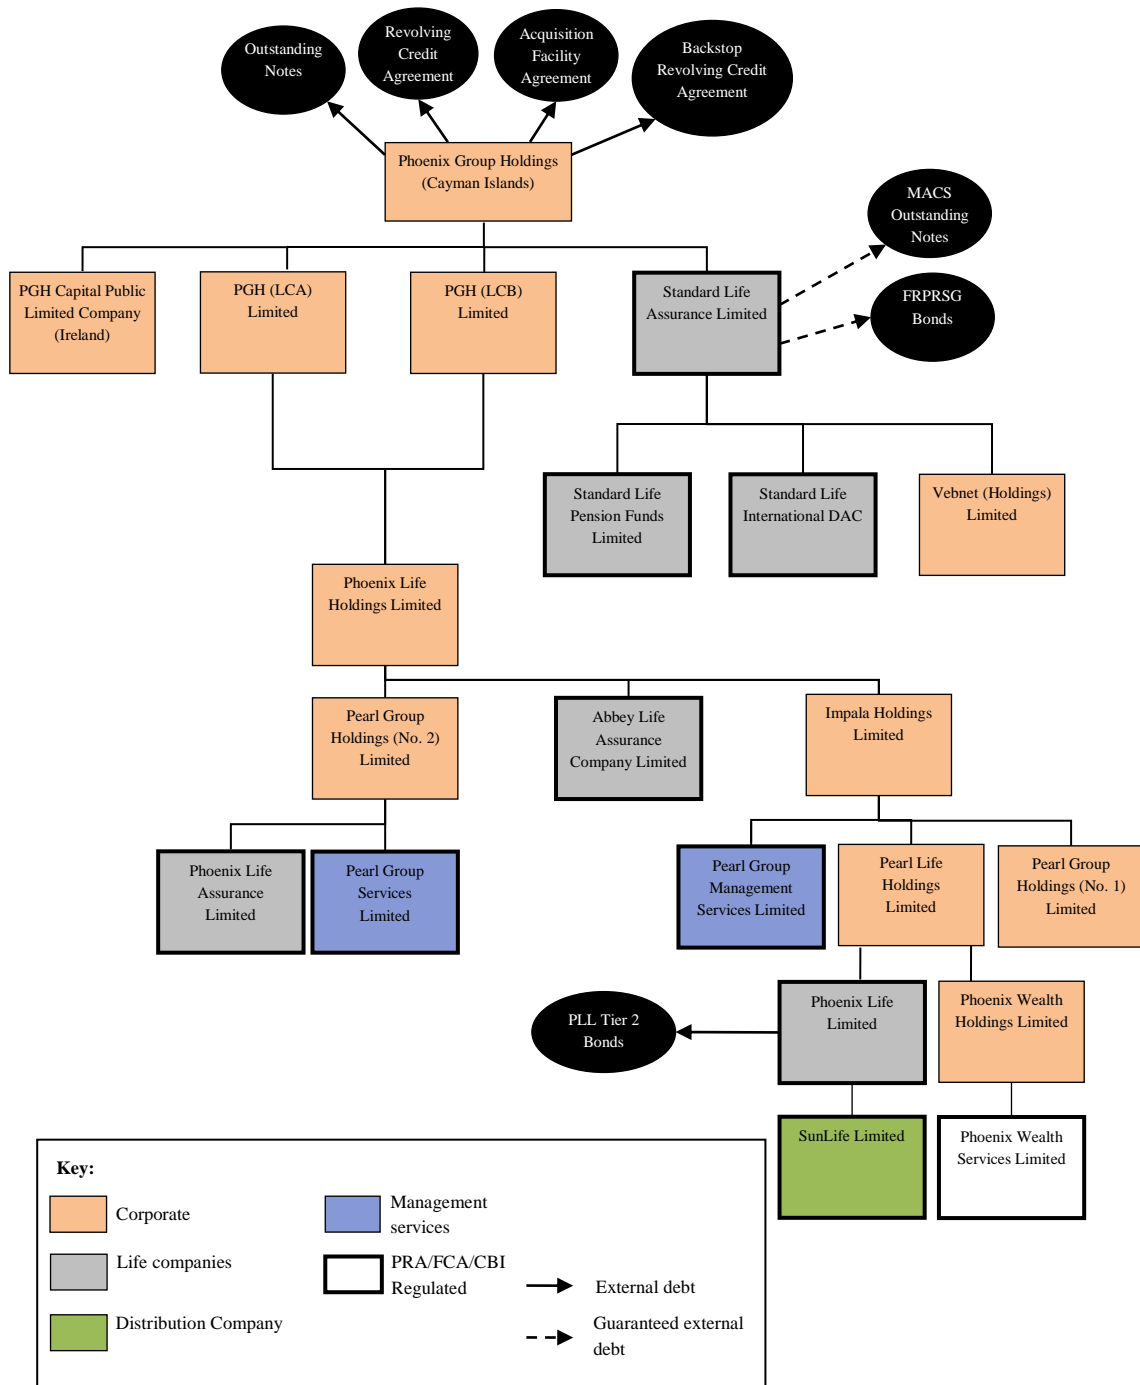 Outstanding
Notes
Revolving
Credit
Agreement
Acquisition
Facility
Agreement
Backstop
Revolving Credit
Agreement
Phoenix Group Holdings
(Cayman Islands)
MACS
Outstanding
Notes
FRPRSG
Bonds
PGH Capital Public
Limited Company
(Ireland)
PGH (LCA)
Limited
PGH (LCB)
Limited
Standard Life
Assurance Limited
Standard Life
Pension Funds
Limited
Standard Life
International DAC
Vebnet (Holdings)
Limited
Phoenix Life
Holdings Limited
Pearl Group
Holdings (No. 2)
Limited
Abbey Life
Assurance
Company Limited
Impala Holdings
Limited
Phoenix Life
Assurance
Limited
Pearl Group
Services
Limited
Pearl Group
Management
Services Limited
Pearl Life
Holdings
Limited
Pearl Group
Holdings (No. 1)
Limited
PLL Tier 2
Bonds
Phoenix Life
Limited
Phoenix Wealth
Holdings Limited
SunLife Limited
Phoenix Wealth
Services Limited
Key:
Corporate
Life companies
Distribution Company
Management
services
PRA/FCA/CBI
Regulated
External debt
Guaranteed external
debt